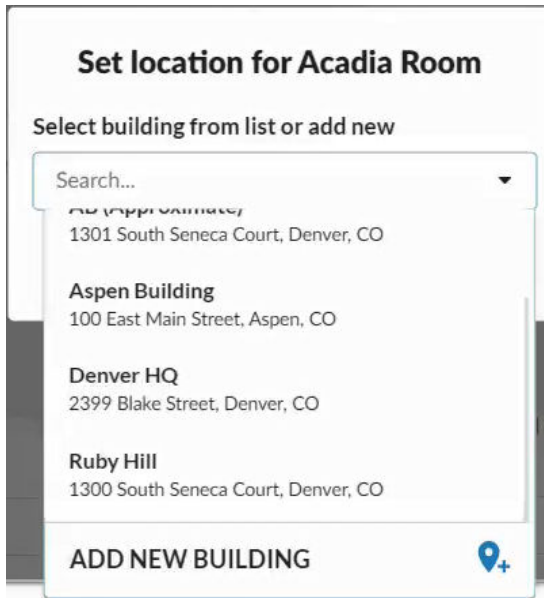 Set location for Acadia Room
Select building from list or add new
Search...
AB (Approximate)
1301 South Seneca Court, Denver, CO
Aspen Building
100 East Main Street, Aspen, CO
Denver HQ
2399 Blake Street, Denver, CO
Ruby Hill
1300 South Seneca Court, Denver, CO
ADD NEW BUILDING